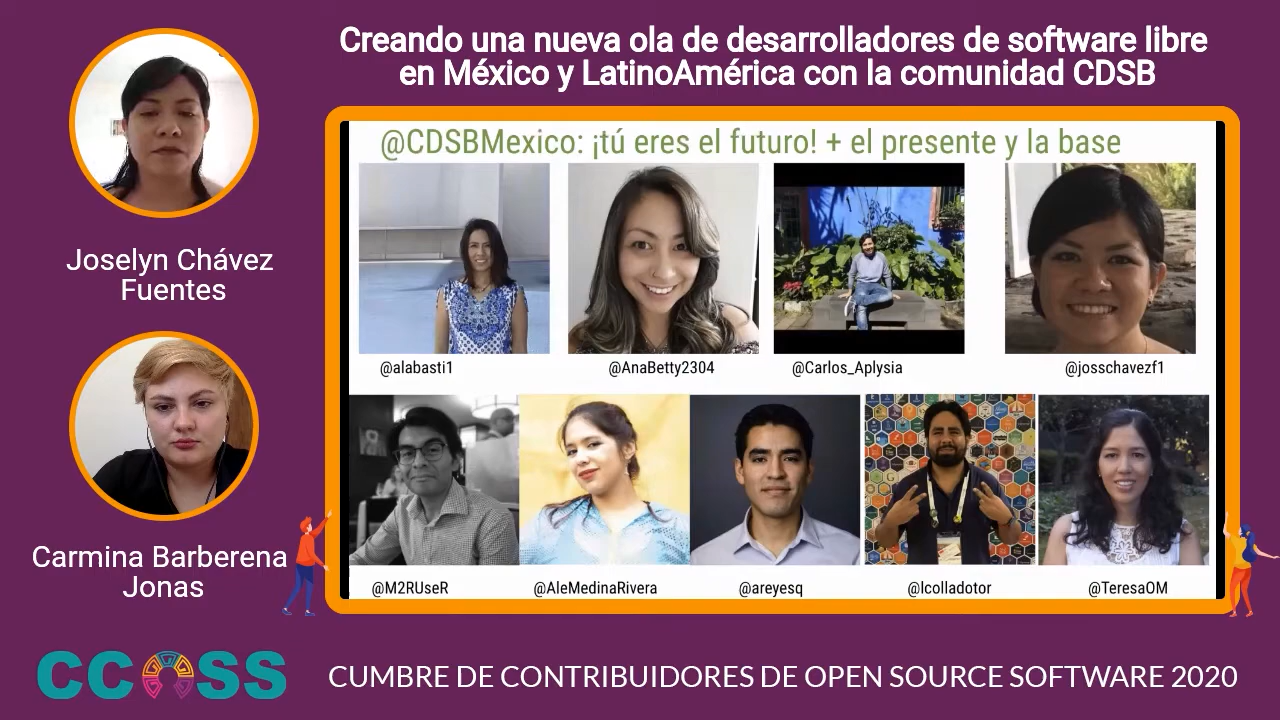 Creando una nueva ola de desarrolladores de software libre
en México y LatinoAmérica con la comunidad CDSB
Joselyn Chávez
Fuentes
Carmina Barberena
Jonas
@CDSBMexico: ¡tú eres el futuro! + el presente y la base
@alabasti1
@AnaBetty2304
@Carlos_Aplysia
@josschavezf1
@M2RUseR
@AleMedinaRivera
@areyesq
@lcolladotor
@TeresaOM
CCOSS
CUMBRE DE CONTRIBUIDORES DE OPEN SOURCE SOFTWARE 2020